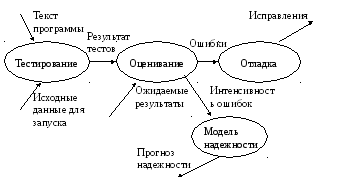 Текст
программы
Результат
тестов
Исправления
Ошибки
Тестирование
Оценивание
Отладка
Исходные
данные для
запуска
Ожидаемые
результаты
Интенсивност
ь ошибок
Модель
надежности
Прогноз
надежности